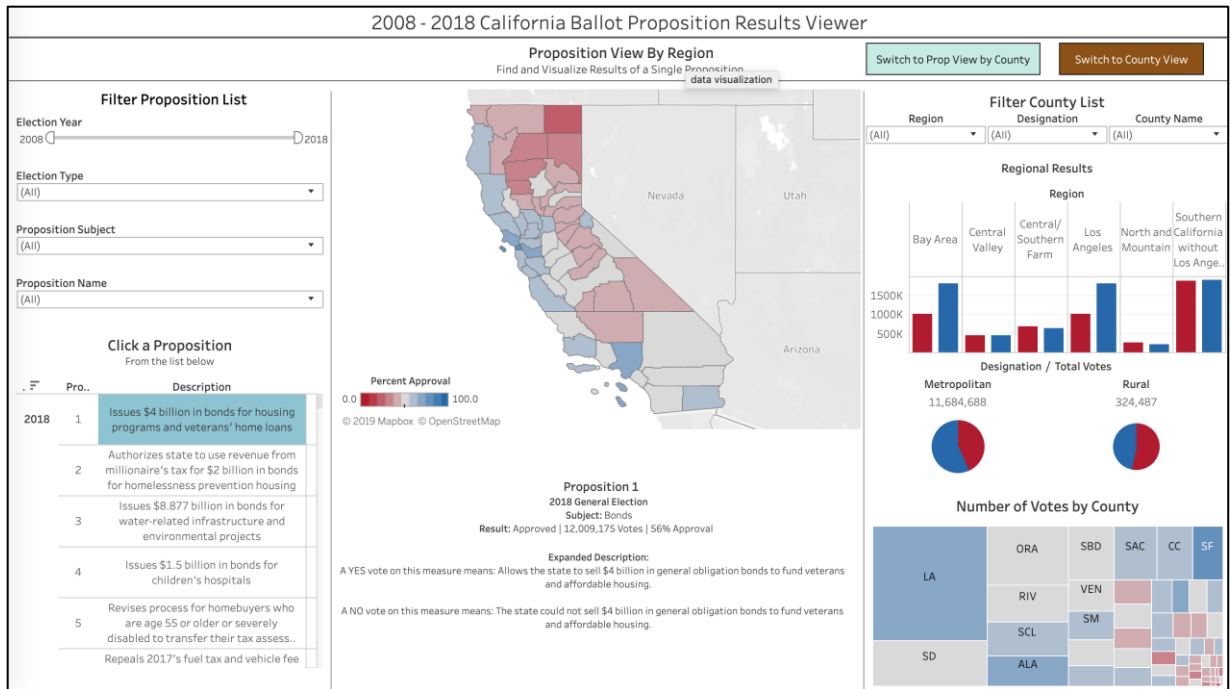 2008 - 2018 California Ballot Proposition Results Viewer
Proposition View By Region
Find and Visualize Results of a Single Proposition
data visualization
Switch to Prop View by County
Switch to County View
Filter Proposition List
Election Year
2008
2018
Election Type
(All)
Proposition Subject
(All)
Proposition Name
(All)
Click a Proposition
From the list below
Pro..
Description
2018
1
Issues $4 billion in bonds for housing
programs and veterans' home loans
2
Authorizes state to use revenue from
millionaire's tax for $2 billion in bonds
for homelessness prevention housing
3
Issues $8.877 billion in bonds for
water-related infrastructure and
environmental projects
4
Issues $1.5 billion in bonds for
children's hospitals
5
Revises process for homebuyers who
are age 55 or older or severely
disabled to transfer their tax assess..
Repeals 2017's fuel tax and vehicle fee
Nevada
Utah
Arizona
Percent Approval
0.0
100.0
© 2019 Mapbox © OpenStreetMap
Proposition 1
2018 General Election
Subject: Bonds
Result: Approved | 12,009,175 Votes | 56% Approval
Expanded Description:
A YES vote on this measure means: Allows the state to sell $4 billion in general obligation bonds to fund veterans
and affordable housing.
A NO vote on this measure means: The state could not sell $4 billion in general obligation bonds to fund veterans
and affordable housing.
Filter County List
Region
Designation
County Name
(All)
(All)
(All)
Regional Results
Region
Bay Area
Central
Valley
Central/
Southern
Farm
Los
Angeles
North and
Mountain
Southern
California
without
Los Ange..
1500K
1000K
500K
Designation / Total Votes
Metropolitan
11,684,688
Rural
324,487
Number of Votes by County
LA
SD
ORA
RIV
SCL
ALA
SBD
VEN
SM
SAC
CC
SF